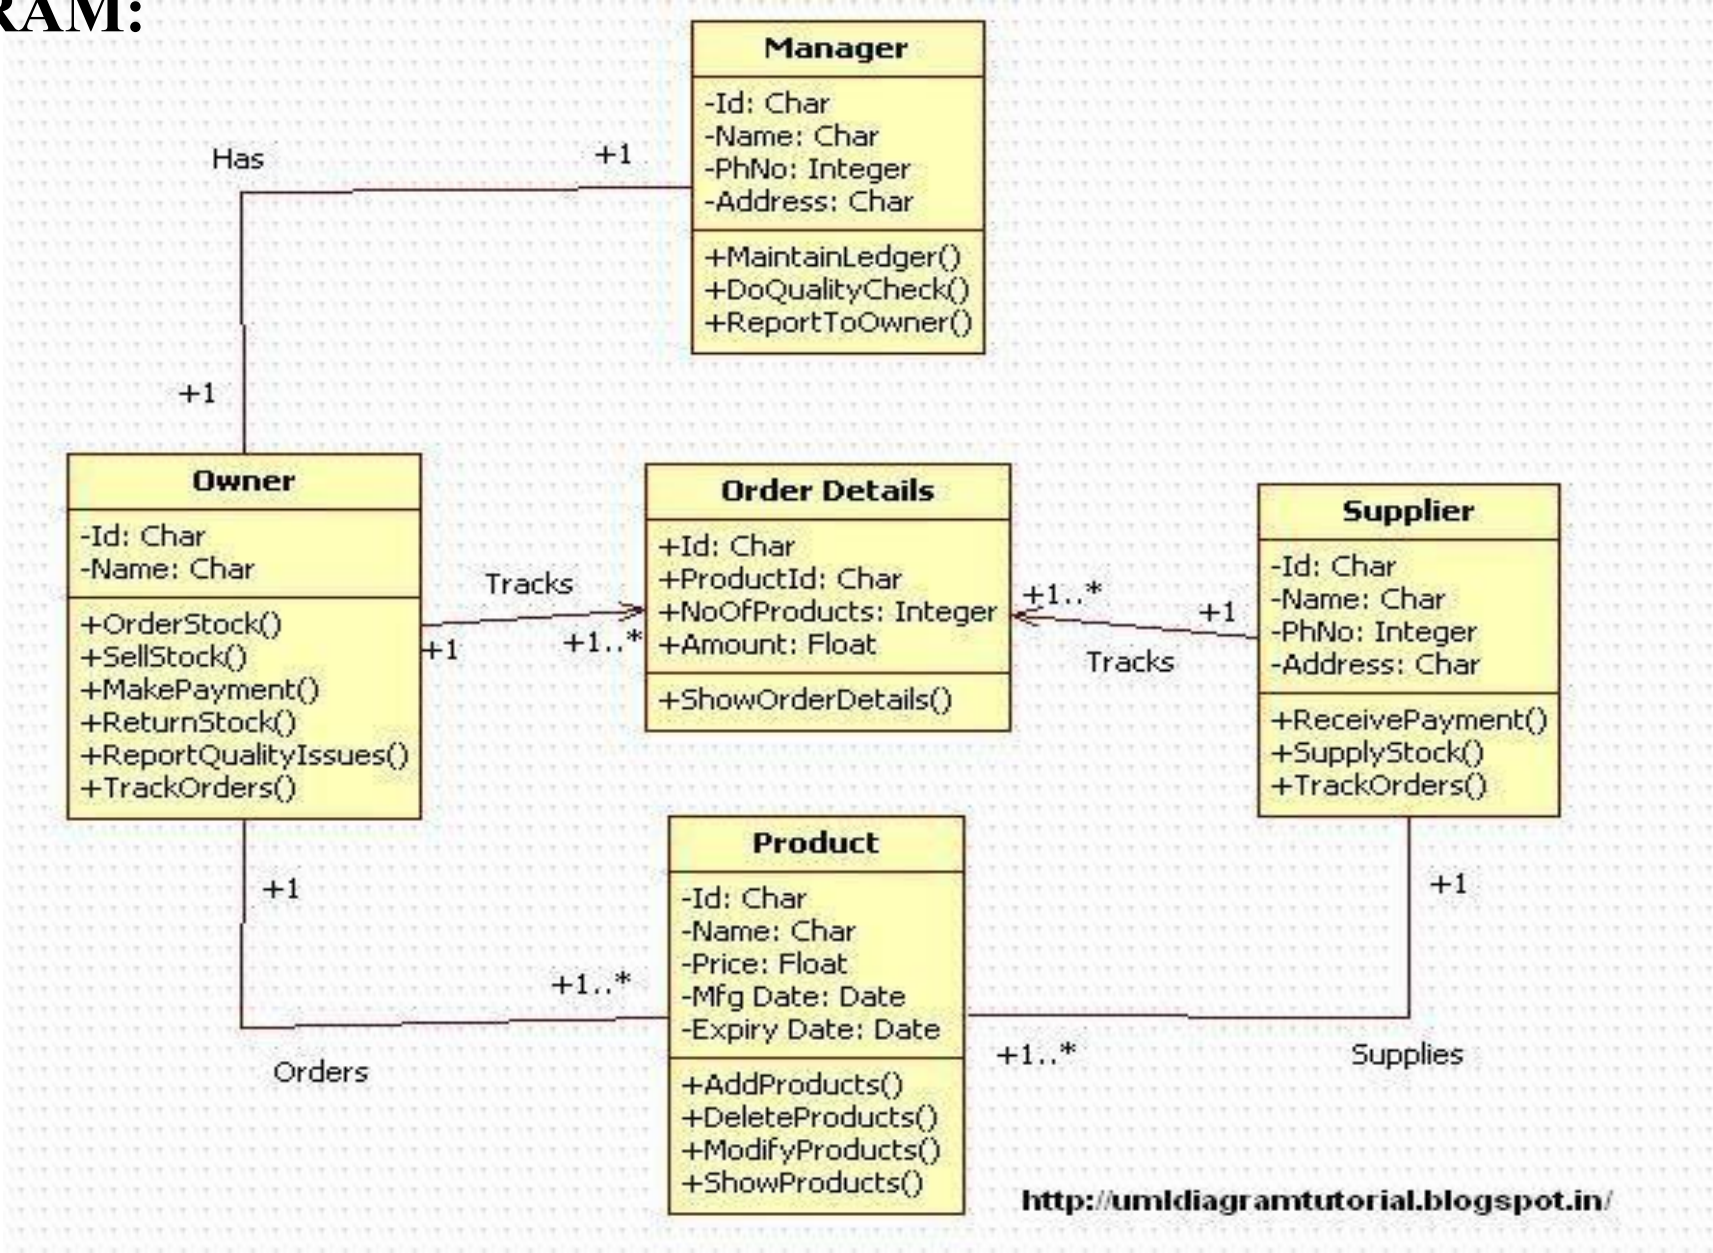 RAM:
Manager
-Id: Char
-Name: Char
-PhNo: Integer
-Address: Char
+MaintainLedger()
+DoQualityCheck()
+ReportToOwner()
Has
+1
+1
Owner
-Id: Char
-Name: Char
+OrderStock()
+SellStock()
+MakePayment()
+ReturnStock()
+ReportQualityIssues()
+TrackOrders()
Tracks
+1
+1..*
Order Details
+Id: Char
+ProductId: Char
+NoOfProducts: Integer
+Amount: Float
+ShowOrderDetails()
+1..*
+1
Tracks
Supplier
-Id: Char
-Name: Char
-PhNo: Integer
-Address: Char
+ReceivePayment()
+SupplyStock()
+TrackOrders()
+1
+1..*
Orders
Product
-Id: Char
-Name: Char
-Price: Float
-Mfg Date: Date
-Expiry Date: Date
+AddProducts()
+DeleteProducts()
+ModifyProducts()
+ShowProducts()
+1
+1..*
Supplies
http://umldiagramtutorial.blogspot.in/